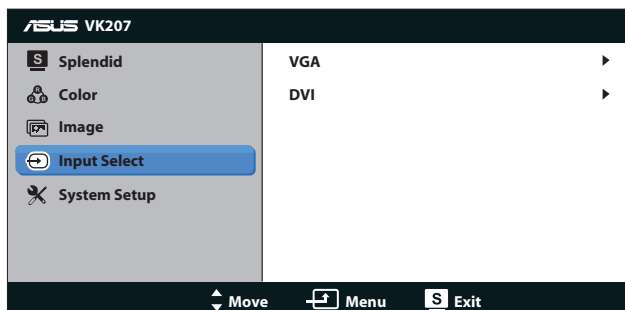 ASUS VK207
S Splendid
R G B Color
Image
Input Select
System Setup
VGA
DVI
Move Menu S Exit